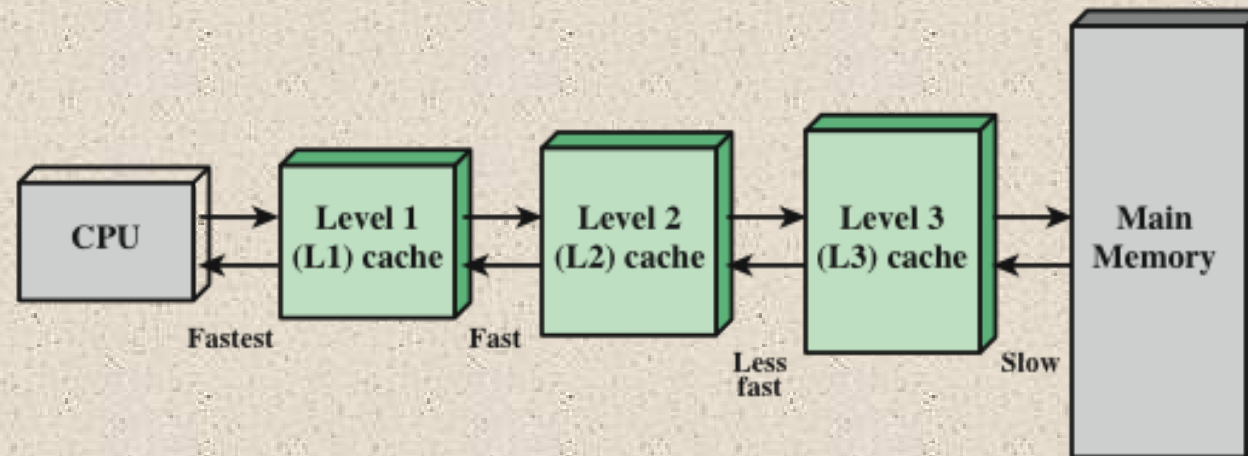 CPU
Level 1
(L1) cache
Level 2
(L2) cache
Level 3
(L3) cache
Main
Memory
Fastest
Fast
Less
fast
Slow